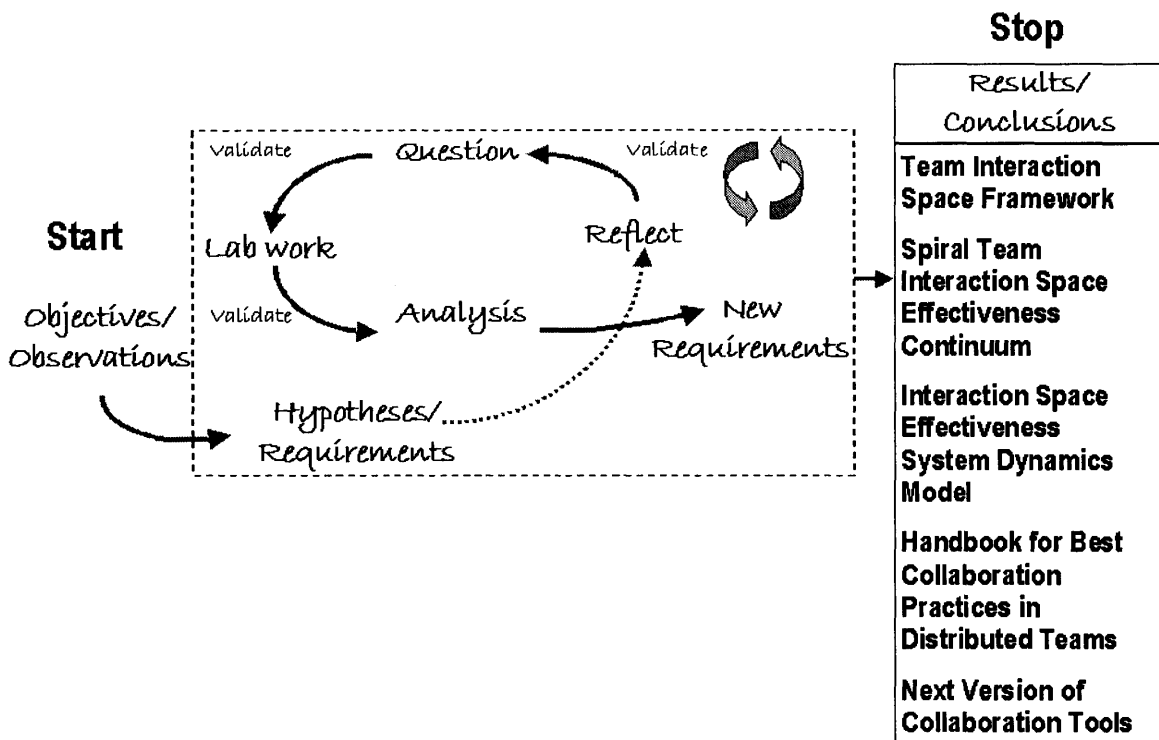 Start
Objectives/
Observations
Validate
Question
Validate
Lab work
Reflect
Validate
Analysis
New
Requirements
Hypotheses/
Requirements
Stop
Results/
Conclusions
Team Interaction
Space Framework
Spiral Team
Interaction Space
Effectiveness
Continuum
Interaction Space
Effectiveness
System Dynamics
Model
Handbook for Best
Collaboration
Practices in
Distributed Teams
Next Version of
Collaboration Tools